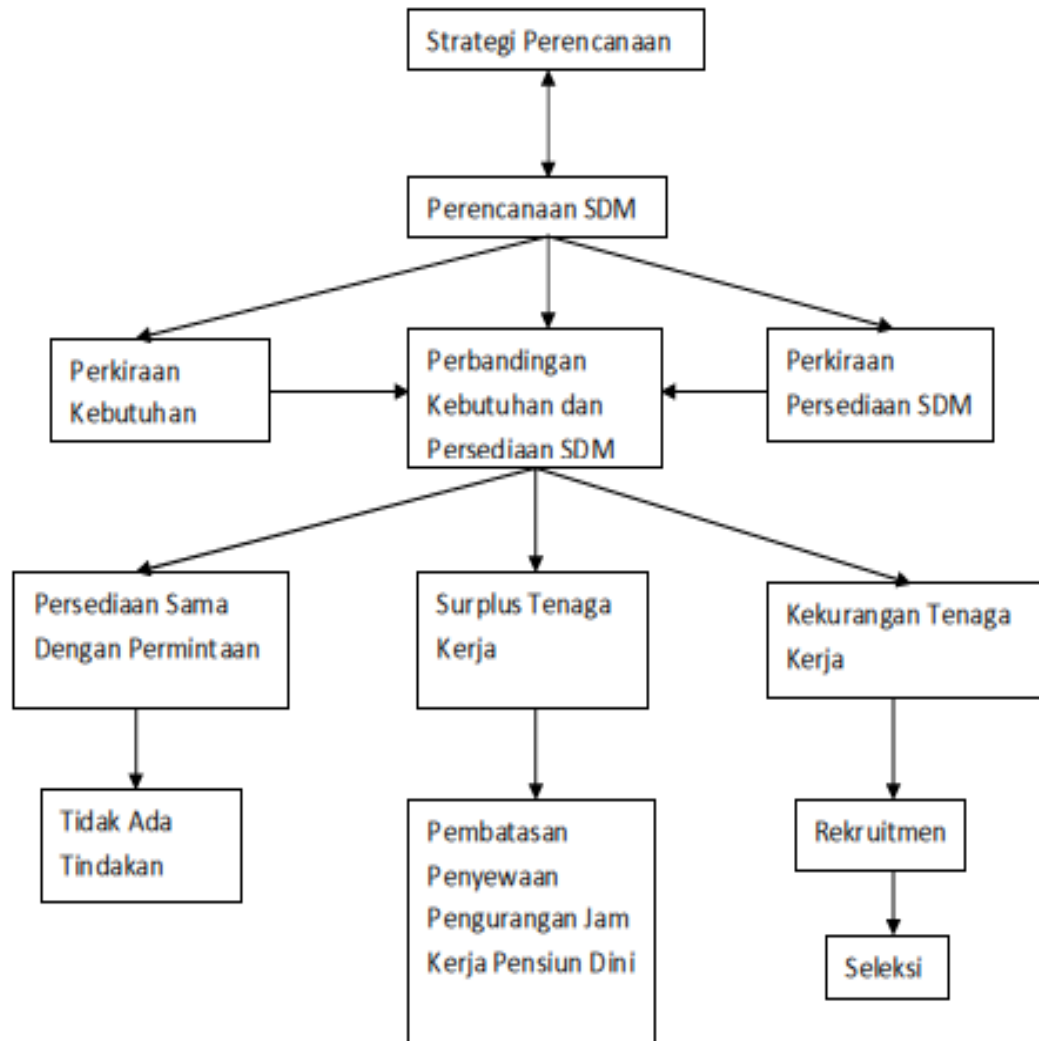 Strategi Perencanaan
Perencanaan SDM
Perkiraan
Kebutuhan
Perbandingan
Kebutuhan dan
Persediaan SDM
Perkiraan
Persediaan SDM
Persediaan Sama
Dengan Permintaan
Surplus Tenaga
Kerja
Kekurangan Tenaga
Kerja
Tidak Ada
Tindakan
Pembatasan
Penyewaan
Pengurangan Jam
Kerja Pensiun Dini
Rekruitmen
Seleksi